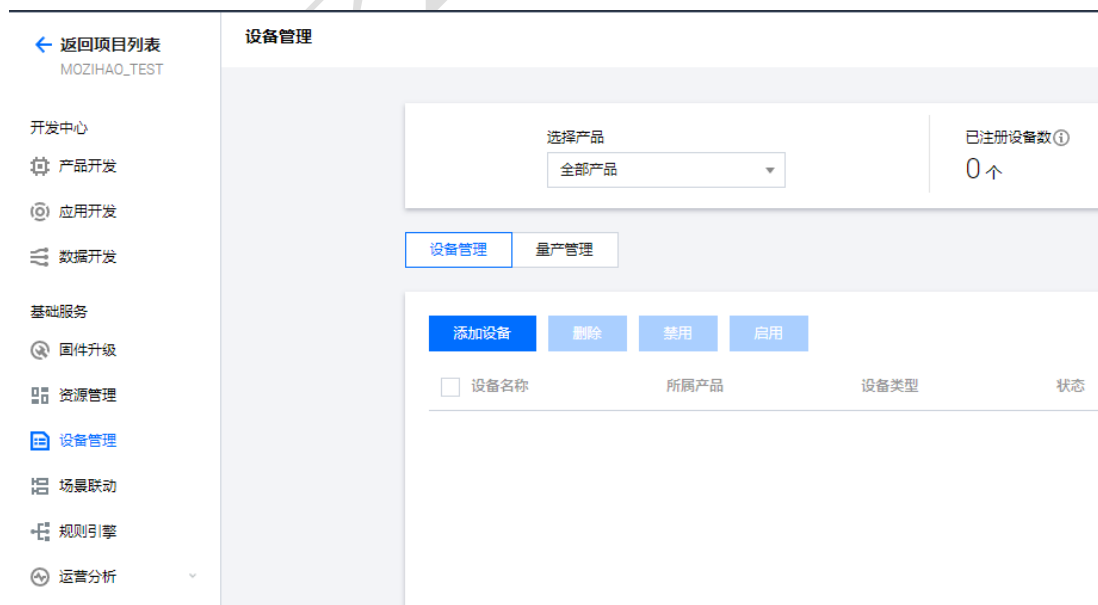 返回项目列表
MOZIHAO_TEST
设备管理
开发中心
产品开发
应用开发
数据开发
基础服务
固件升级
资源管理
设备管理
场景联动
规则引擎
运营分析
选择产品
全部产品
已注册设备数
0个
设备管理
量产管理
添加设备
删除
禁用
启用
设备名称
所属产品
设备类型
状态